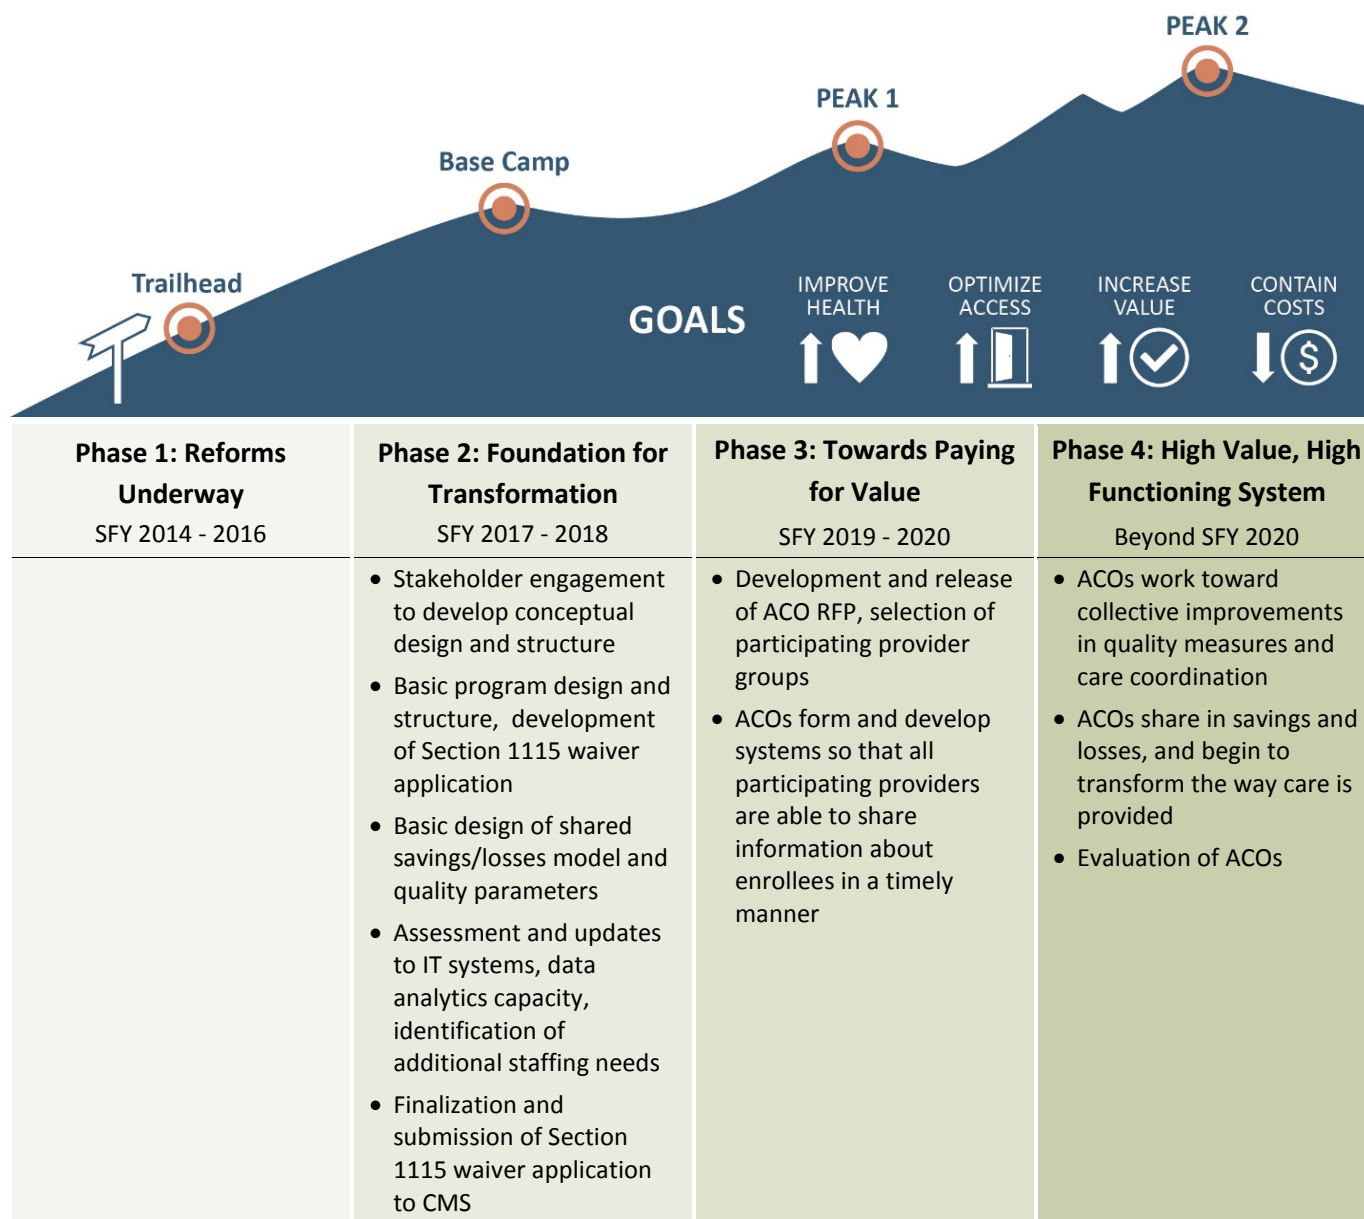 PEAK 2
PEAK 1
Base Camp
Trailhead
GOALS
IMPROVE
HEALTH
OPTIMIZE
ACCESS
INCREASE
VALUE
CONTAIN
COSTS
$
Phase 1: Reforms
Underway
SFY 2014 - 2016
Phase 2: Foundation for
Transformation
SFY 2017 - 2018
• Stakeholder engagement
to develop conceptual
design and structure
• Basic program design and
structure,  development
of Section 1115 waiver
application
• Basic design of shared
savings/losses model and
quality parameters
• Assessment and updates
to IT systems, data
analytics capacity,
identification of
additional staffing needs
• Finalization and
submission of Section
1115 waiver application
to CMS
Phase 3: Towards Paying
for Value
SFY 2019 - 2020
• Development and release
of ACO RFP, selection of
participating provider
groups
• ACOs form and develop
systems so that all
participating providers
are able to share
information about
enrollees in a timely
manner
Phase 4: High Value, High
Functioning System
Beyond SFY 2020
• ACOs work toward
collective improvements
in quality measures and
care coordination
• ACOs share in savings and
losses, and begin to
transform the way care is
provided
• Evaluation of ACOs